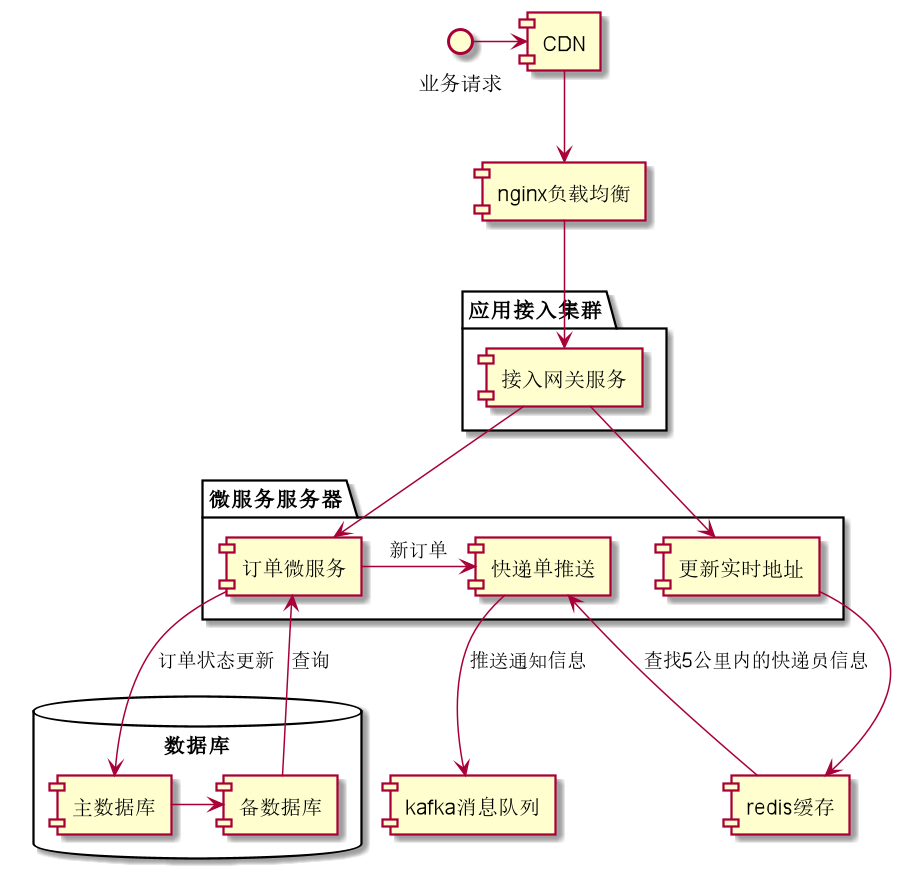 CDN
业务请求
nginx负载均衡
应用接入集群
接入网关服务
微服务服务器
订单微服务
新订单
快递单推送
更新实时地址
订单状态更新
查询
推送通知信息
查找5公里内的快递员信息
数据库
主数据库
备数据库
kafka消息队列
redis缓存